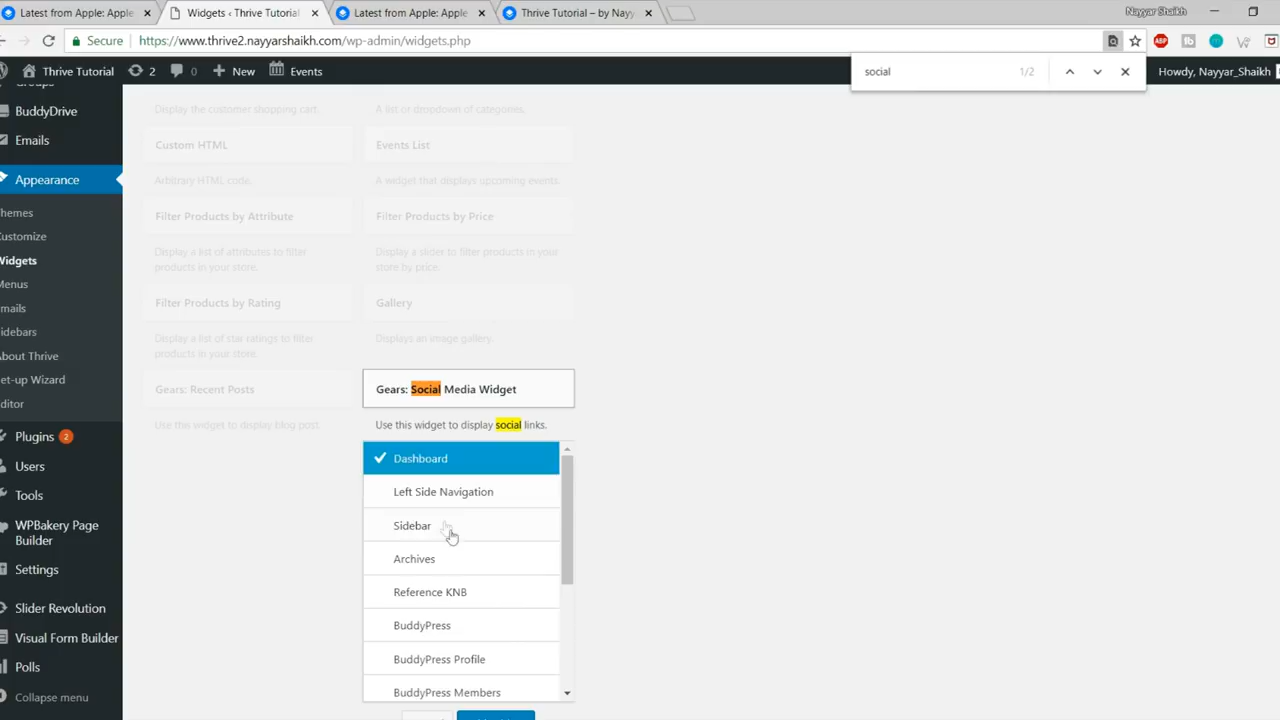 Latest from Apple: Apple
Widgets ‹ Thrive Tutorial
Latest from Apple: Apple
Thrive Tutorial – by Nayy
Nayyar Shaikh
Secure
https://www.thrive2.nayyarshaikh.com/wp-admin/widgets.php
ABP
social
1/2
Thrive Tutorial
2
0
New
Events
Howdy, Nayyar_Shaikh
Groups
BuddyDrive
Emails
Appearance
hemes
ustomize
Widgets
Menus
mails
idebars
bout Thrive
et-up Wizard
ditor
Plugins 2
Users
Tools
WPBakery Page
Builder
Settings
Slider Revolution
Visual Form Builder
Polls
Collapse menu
Display the customer shopping cart.
A list or dropdown of categories.
Custom HTML
Events List
Arbitrary HTML code.
A widget that displays upcoming events.
Filter Products by Attribute
Filter Products by Price
Display a list of attributes to filter
products in your store.
Display a slider to filter products in your
store by price.
Filter Products by Rating
Gallery
Display a list of star ratings to filter
products in your store.
Displays an image gallery.
Gears: Recent Posts
Gears: Social Media Widget
Use this widget to display blog post.
Use this widget to display social links.
Dashboard
Left Side Navigation
Sidebar
Archives
Reference KNB
BuddyPress
BuddyPress Profile
BuddyPress Members